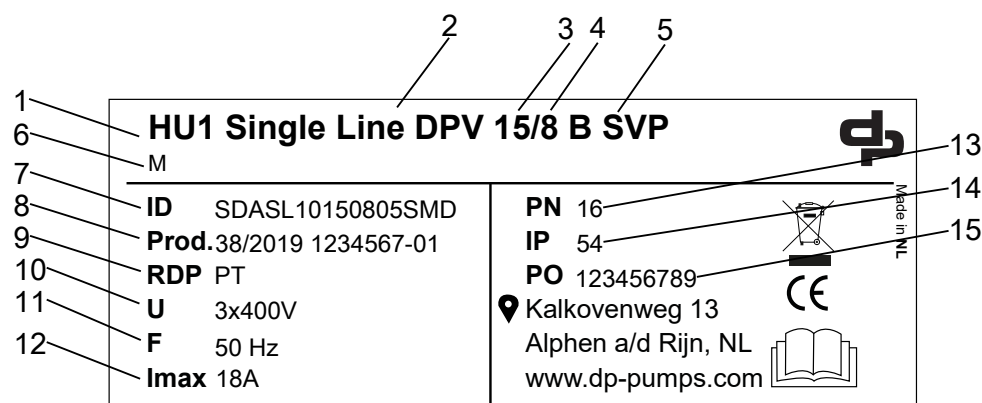 2 3 4 5
1
HU1 Single Line DPV 15/8 B SVP
dp
6
M
13
7
ID SDASL10150805SMD
PN 16
14
8
Prod. 38/2019 1234567-01
IP 54
Made in NL
15
9
RDP PT
PO 123456789
10
U 3x400V
CE
Kalkovenweg 13
11
F 50 Hz
Alphen a/d Rijn, NL
12
Imax 18A
www.dp-pumps.com